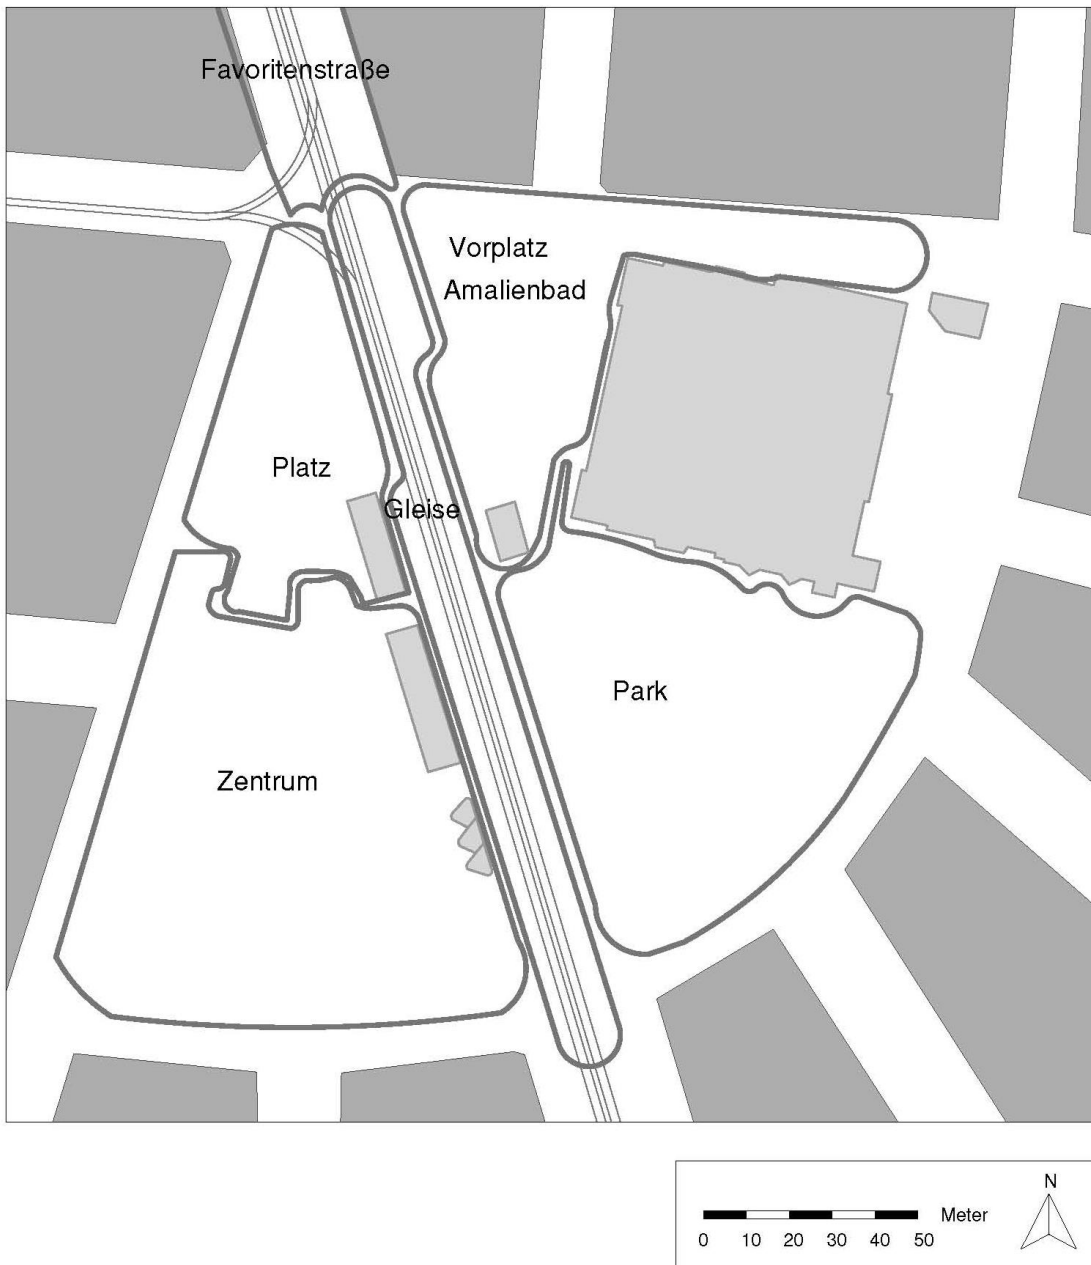 Favoritenstraße
Vorplatz
Amalienbad
Platz
Gleise
Park
Zentrum
N
Meter
0 10 20 30 40 50